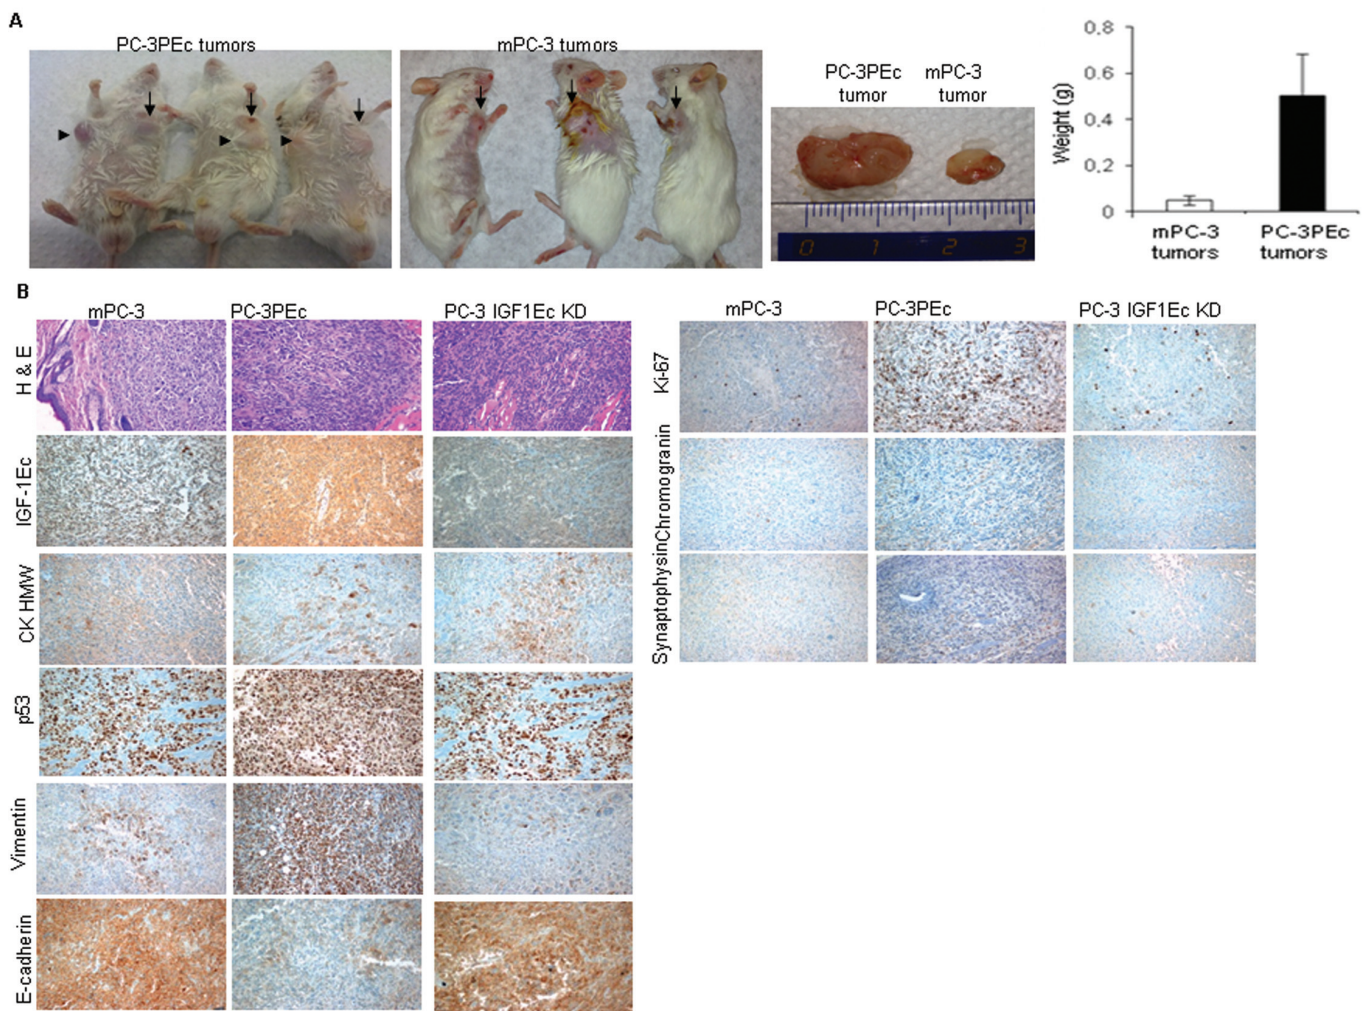 A
PC-3PEc tumors
mPC-3 tumors
PC-3PEc
tumor
mPC-3
tumor
0 1 2 3
Weight (g)
0.8
0.6
0.4
0.2
0
mPC-3
tumors
PC-3PEc
tumors
B
mPC-3
PC-3PEc
PC-3 IGF1Ec KD
H & E
IGF-1Ec
CK HMW
p53
Vimentin
E-cadherin
mPC-3
PC-3PEc
PC-3 IGF1Ec KD
Ki-67
Chromogranin
Synaptophysin